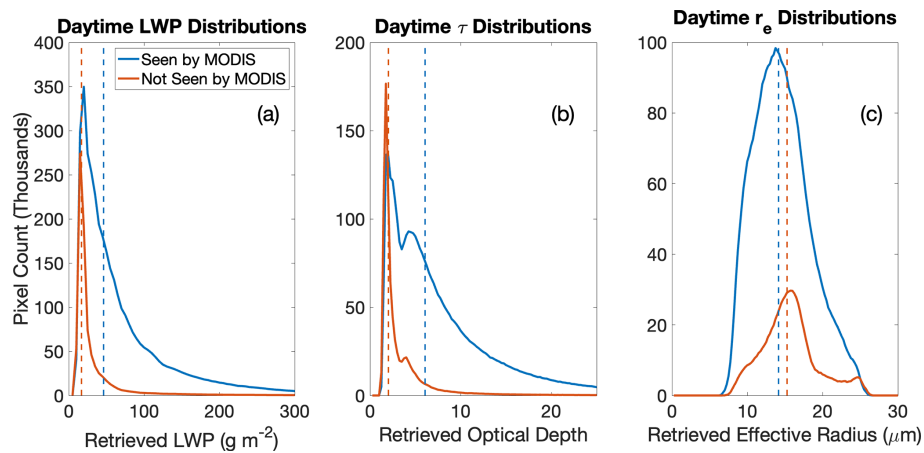 Daytime LWP Distributions
Daytime τ Distributions
Daytime r_e Distributions
Seen by MODIS
Not Seen by MODIS
(a)
(b)
(c)
Pixel Count (Thousands)
400
350
300
250
200
150
100
50
0
0 100 200 300
Retrieved LWP (g m⁻²)
200
150
100
50
0
0 10 20
Retrieved Optical Depth
100
80
60
40
20
0
0 10 20 30
Retrieved Effective Radius (μm)